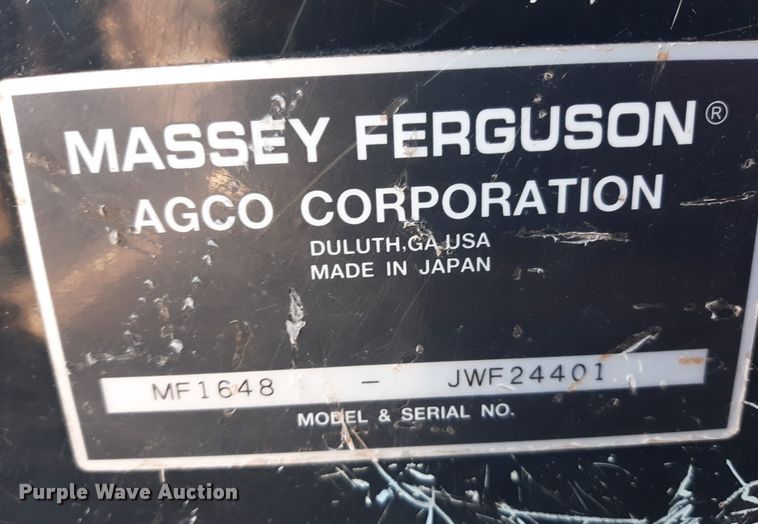 MASSEY FERGUSON®
AGCO CORPORATION
DULUTH, GA, USA
MADE IN JAPAN
MF1648 - JWF24401
MODEL & SERIAL NO.
Purple Wave Auction